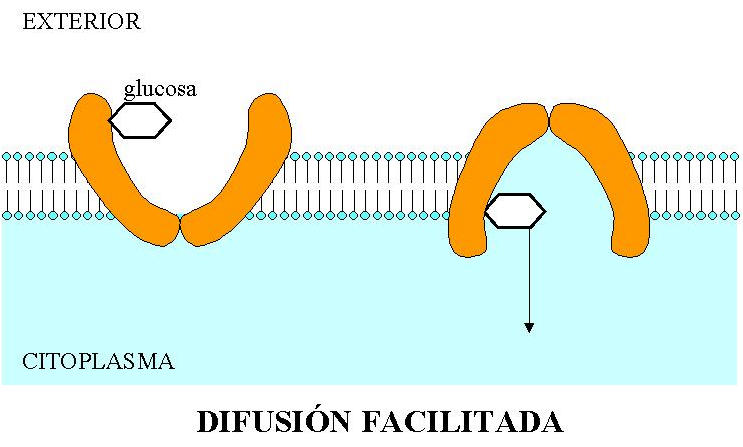 EXTERIOR
glucosa
CITOPLASMA
DIFUSIÓN FACILITADA